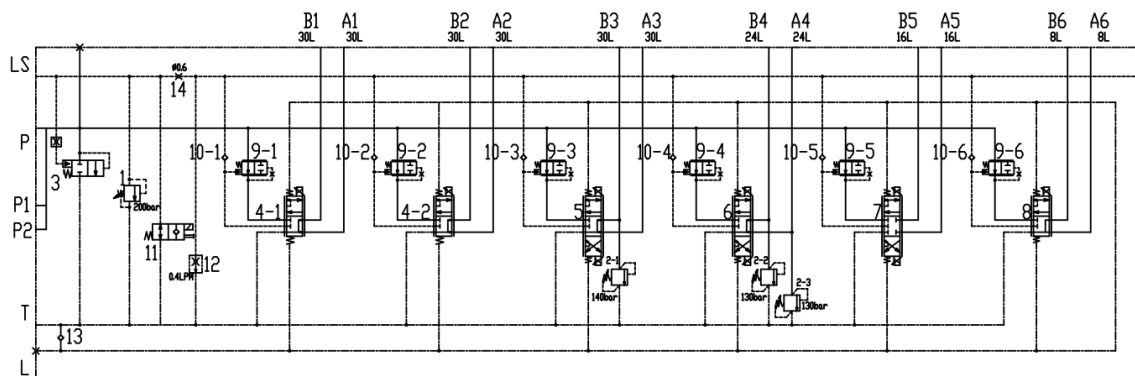 B1 A1 B2 A2 B3 A3 B4 A4 B5 A5 B6 A6
30L 30L 30L 30L 30L 30L 24L 24L 16L 16L 8L 8L
LS
ø0.6
14
P
10-1 9-1 10-2 9-2 10-3 9-3 10-4 9-4 10-5 9-5 10-6 9-6
3
1
200bar
P1
4-1 4-2 5 6 7 8
P2
11
12
0.4LPM
2-1 2-2
140bar 130bar
2-3
130bar
T
13
L